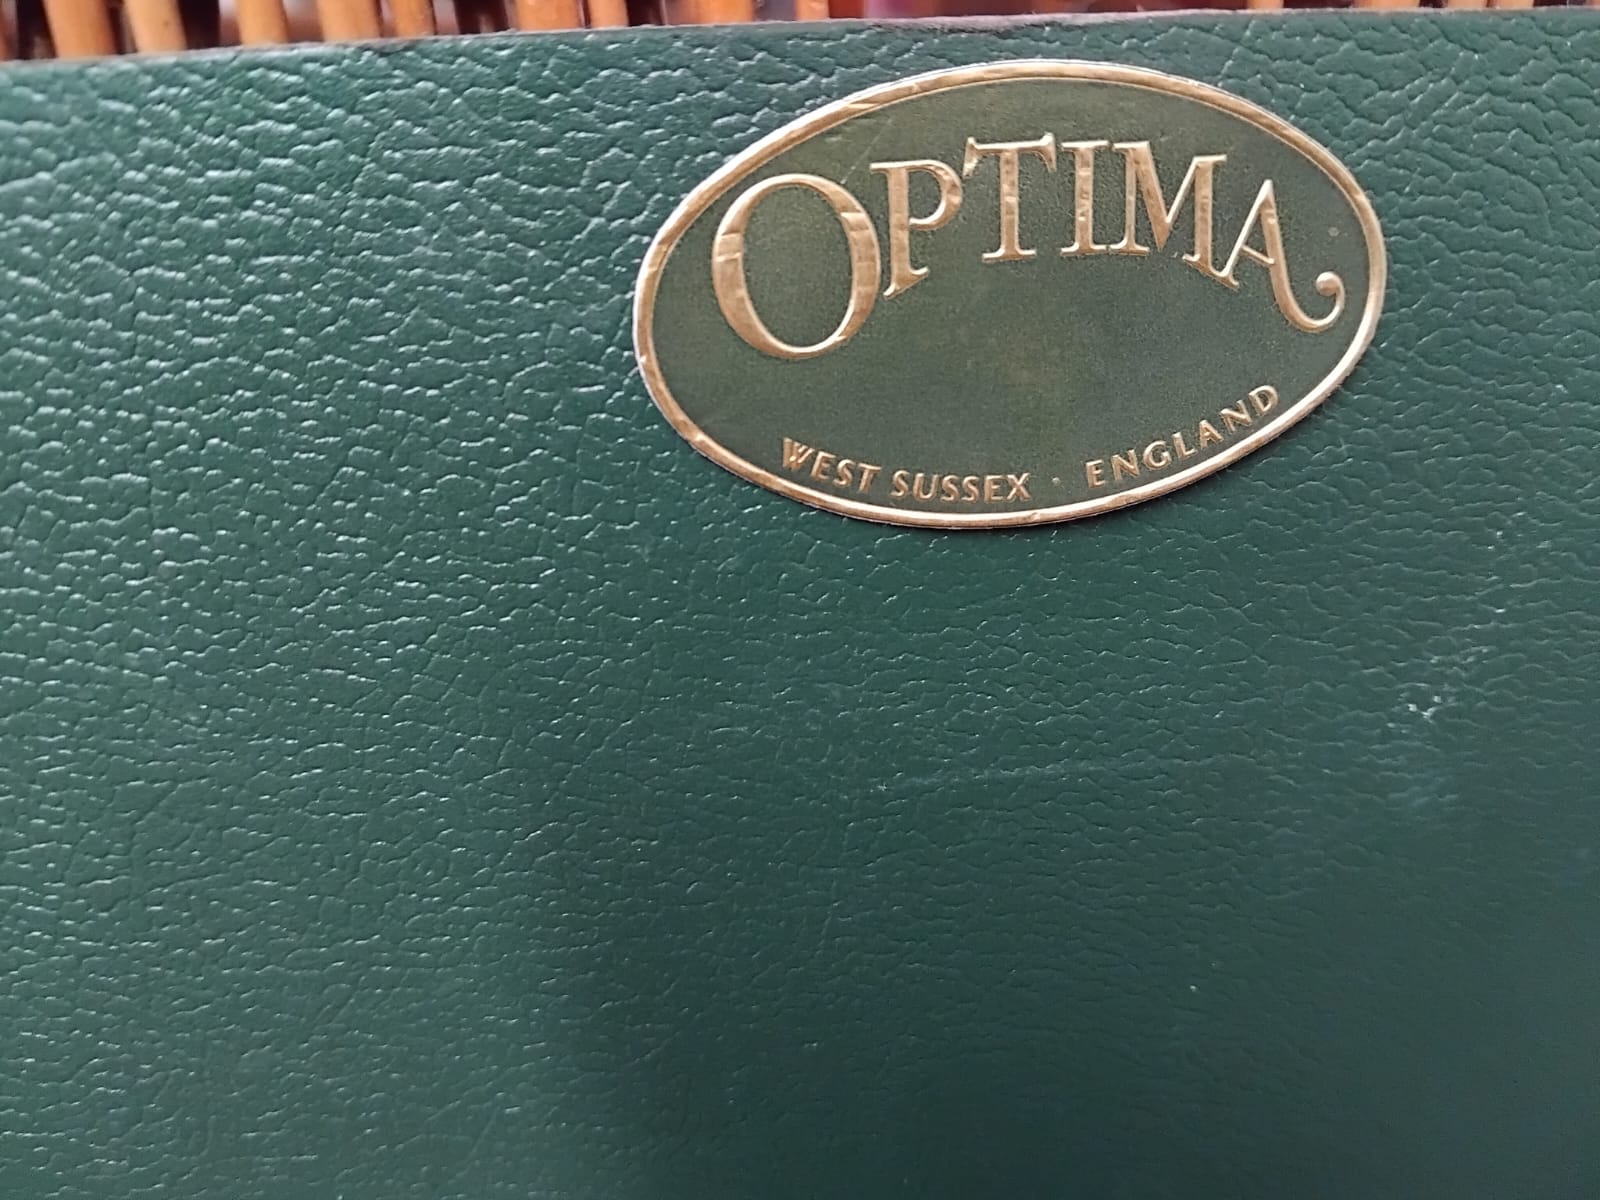 OPTIMA
WEST SUSSEX · ENGLAND